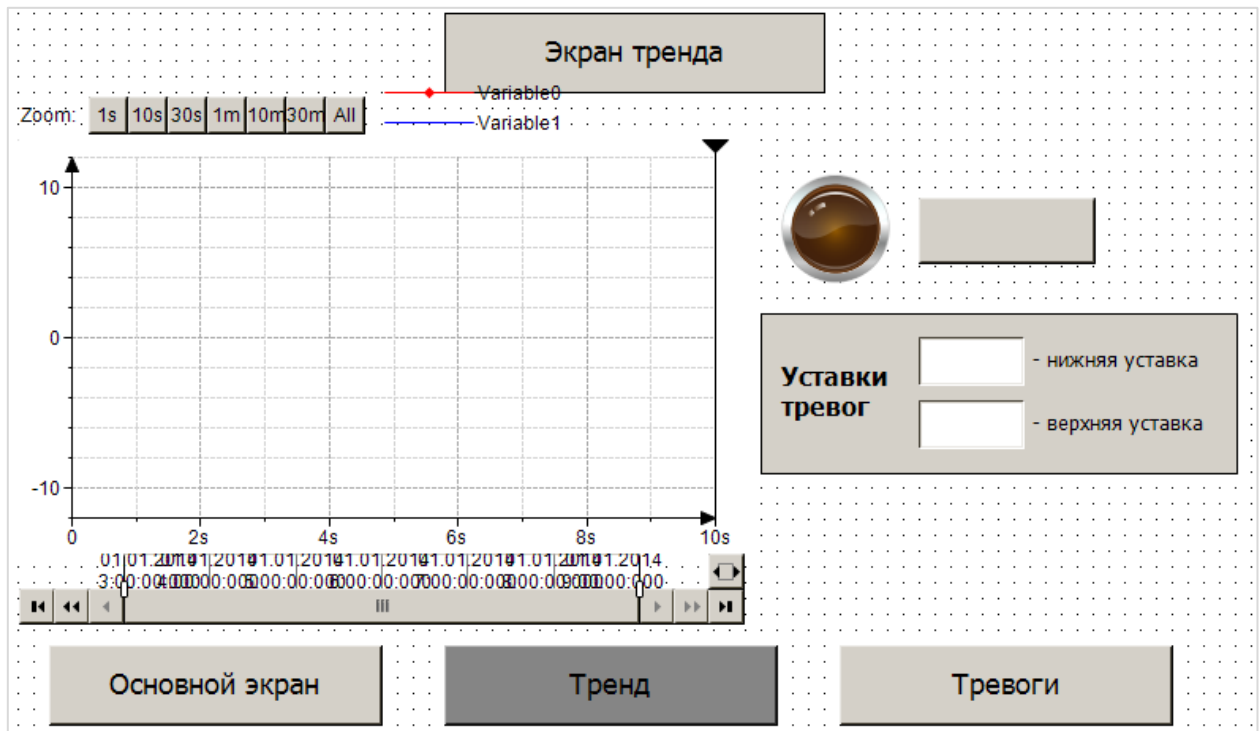 Экран тренда
Variable0
Zoom: 1s 10s 30s 1m 10m 30m All
Variable1
10
0
-10
0 2s 4s 6s 8s 10s
Уставки
тревог
- нижняя уставка
- верхняя уставка
Основной экран Тренд Тревоги